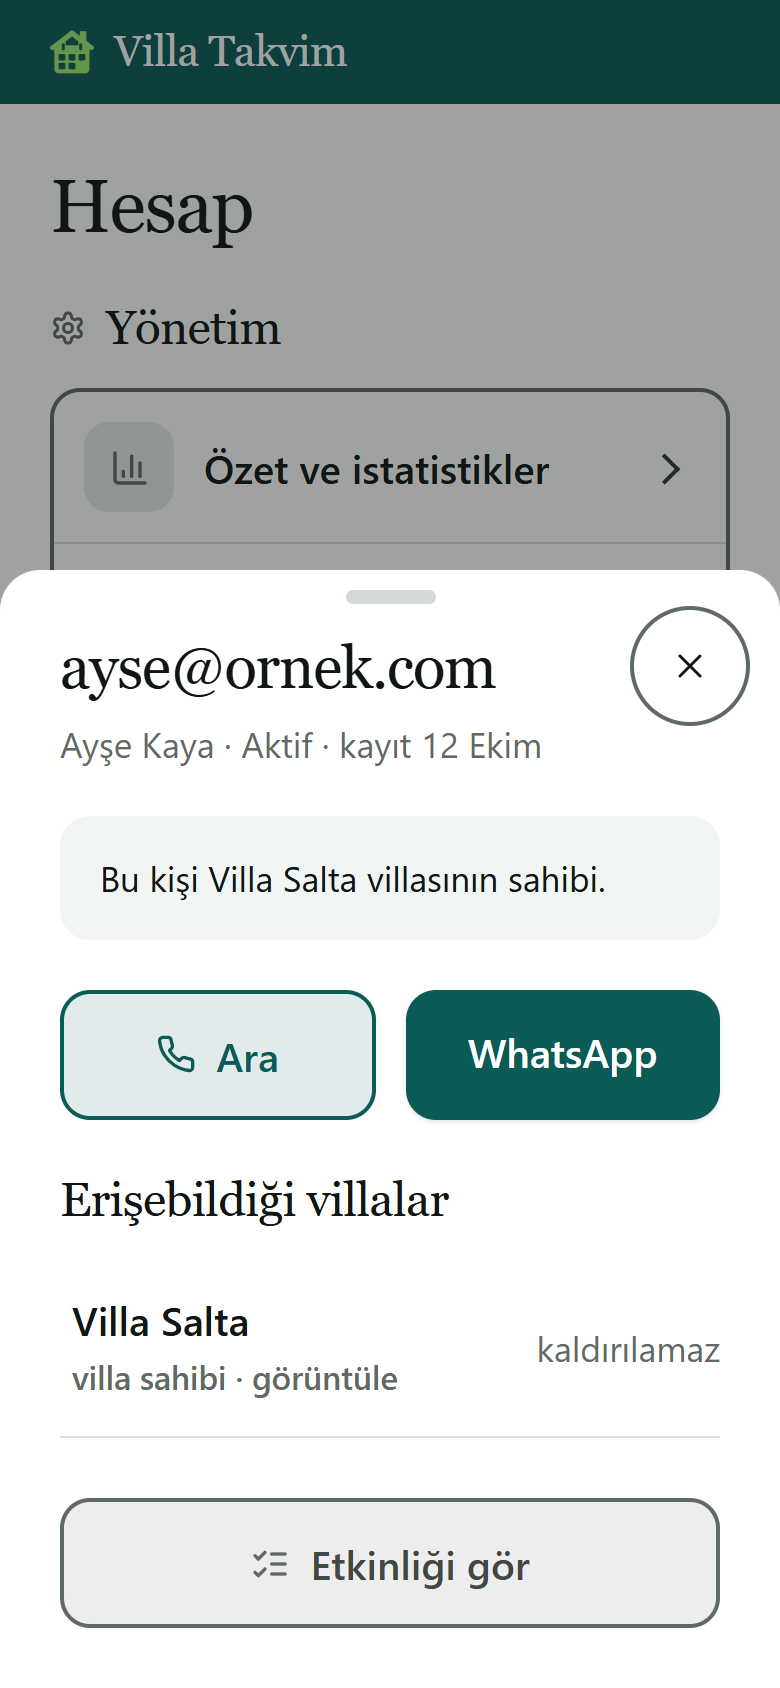 Villa Takvim
Hesap
Yönetim
Özet ve istatistikler
ayse@ornek.com
Ayşe Kaya · Aktif · kayıt 12 Ekim
Bu kişi Villa Salta villasının sahibi.
Ara
WhatsApp
Erişebildiği villalar
Villa Salta
villa sahibi · görüntüle
kaldırılamaz
Etkinliği gör